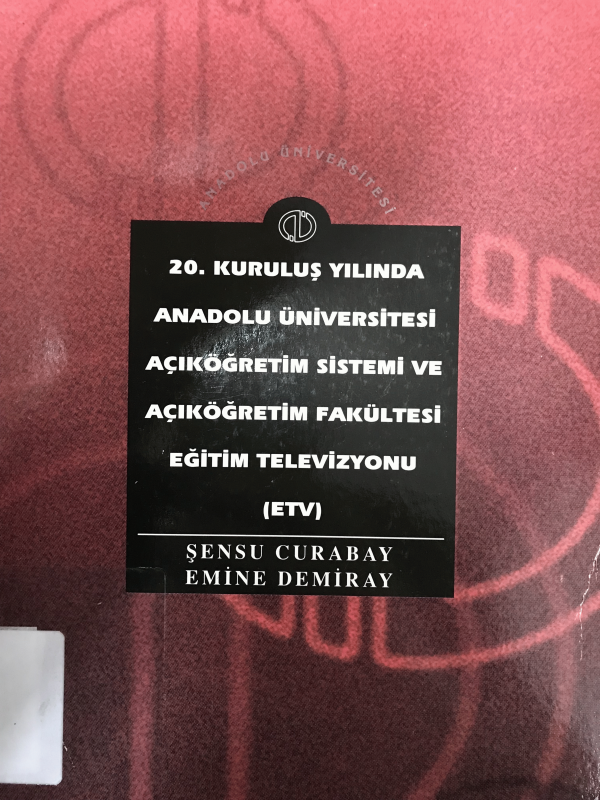 ANADOLU ÜNİVERSİTESİ
20. KURULUŞ YILINDA
ANADOLU ÜNİVERSİTESİ
AÇIKÖĞRETİM SİSTEMİ VE
AÇIKÖĞRETİM FAKÜLTESİ
EĞİTİM TELEVİZYONU
(ETV)
ŞENSU CURABAY
EMİNE DEMİRAY